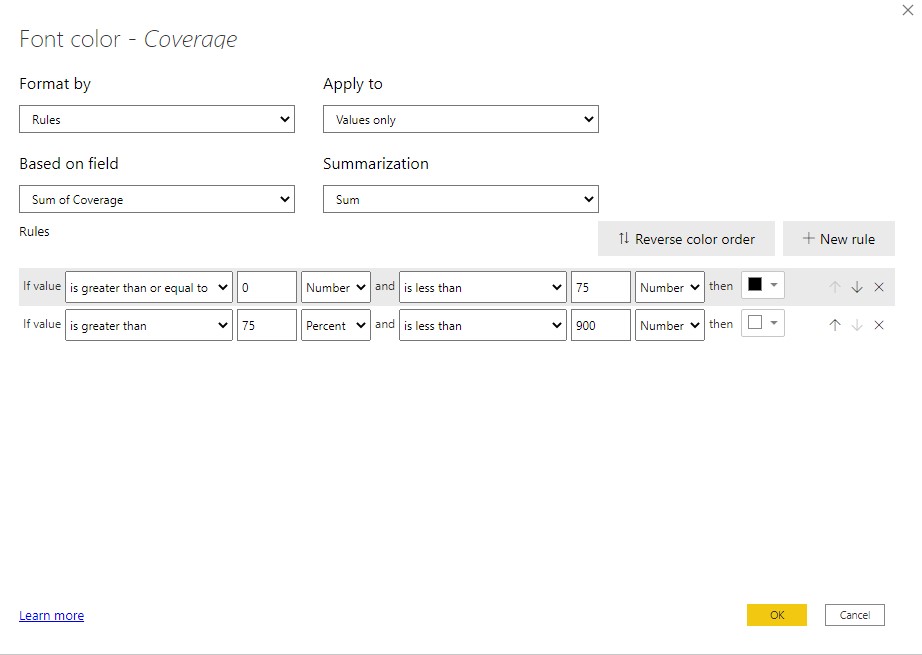 Font color - Coverage
Format by Apply to
Rules Values only
Based on field Summarization
Sum of Coverage Sum
Rules
Reverse color order New rule
If value is greater than or equal to 0 Number and is less than 75 Number then
If value is greater than 75 Percent and is less than 900 Number then
Learn more OK Cancel